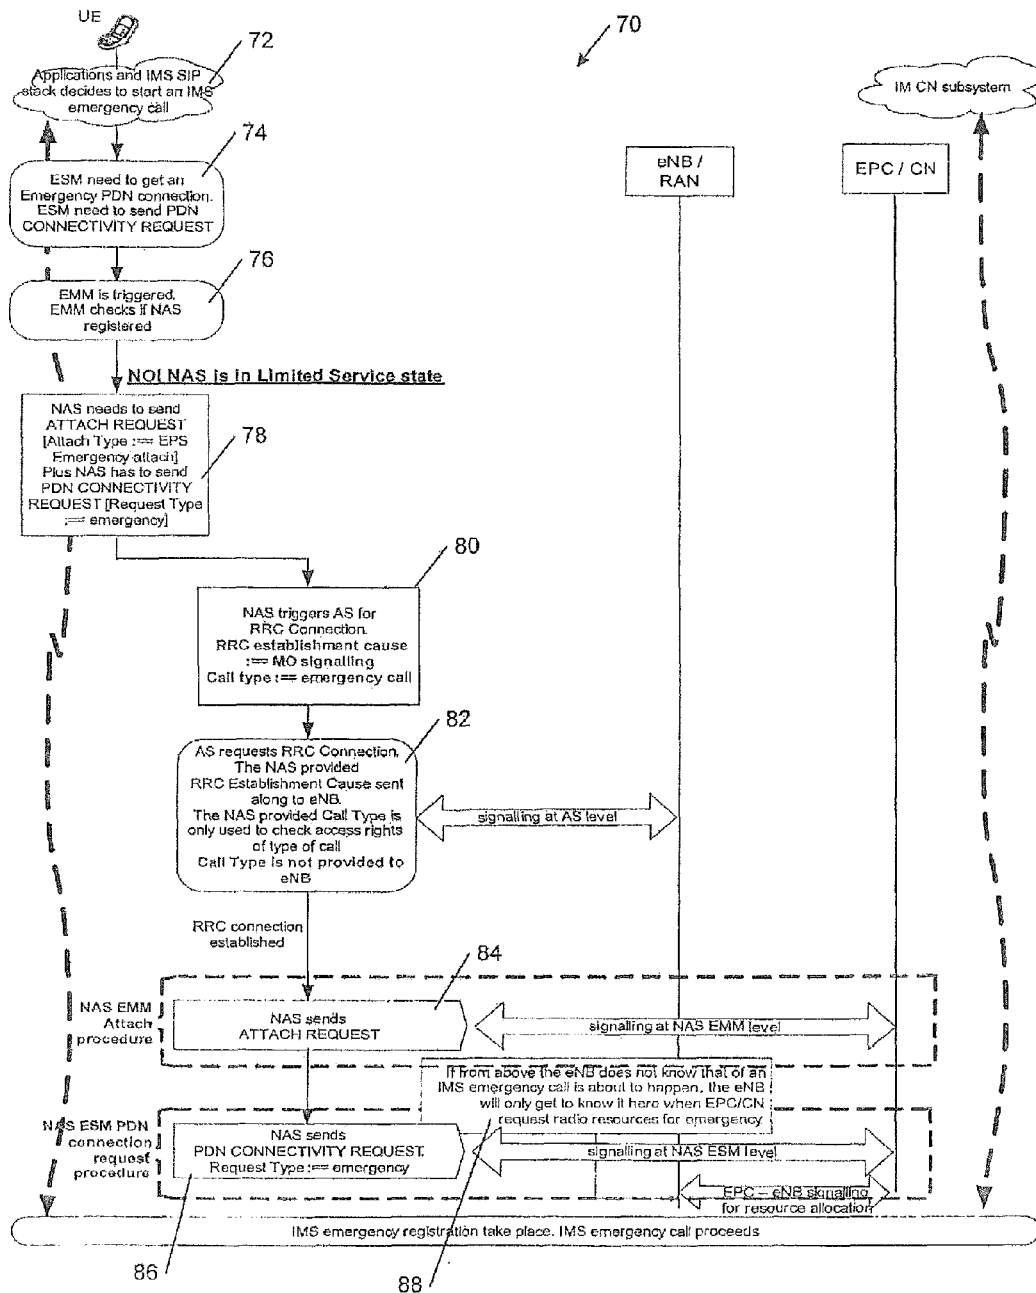 UE
70
72
Applications and IMS SIP
stack decides to start an IMS
emergency call
IM CN subsystem
74
eNB /
RAN
EPC / CN
ESM need to get an
Emergency PDN connection.
ESM need to send PDN
CONNECTIVITY REQUEST
76
EMM is triggered.
EMM checks if NAS
registered
NO! NAS is in Limited Service state
NAS needs to send
ATTACH REQUEST
[Attach Type :== EPS
Emergency attach]
Plus NAS has to send
PDN CONNECTIVITY
REQUEST [Request Type
:== emergency]
78
80
NAS triggers AS for
RRC Connection.
RRC establishment cause
:== MO signalling
Call type :== emergency call
82
AS requests RRC Connection.
The NAS provided
RRC Establishment Cause sent
along to eNB.
The NAS provided Call Type is
only used to check access rights
of type of call
Call Type is not provided to
eNB
signalling at AS level
RRC connection
established
84
NAS EMM
Attach
procedure
NAS sends
ATTACH REQUEST
signalling at NAS EMM level
If from above the eNB does not know that of an
IMS emergency call is about to happen, the eNB
will only get to know it here when EPC/CN
request radio resources for emergency
NAS ESM PDN
connection
request
procedure
NAS sends
PDN CONNECTIVITY REQUEST.
Request Type :== emergency
signalling at NAS ESM level
EPC – eNB signalling
for resource allocation
IMS emergency registration take place. IMS emergency call proceeds
86
88